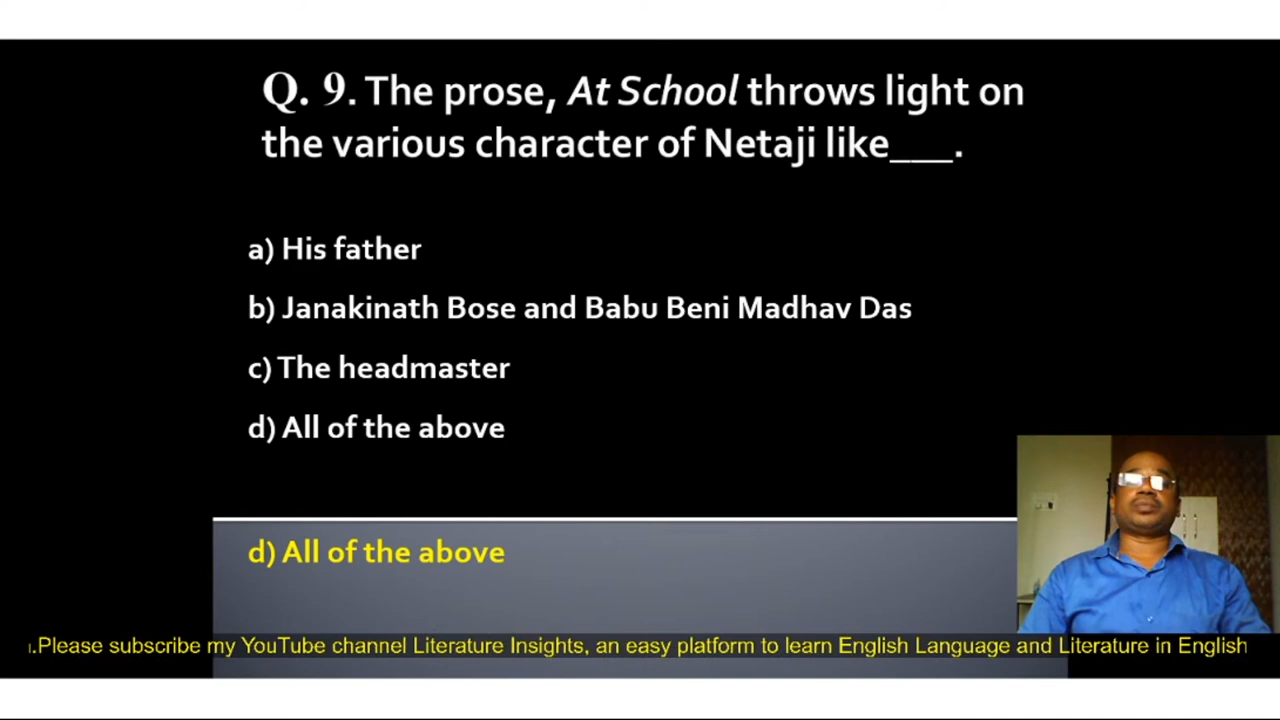 Q. 9. The prose, At School throws light on
the various character of Netaji like___.
a) His father
b) Janakinath Bose and Babu Beni Madhav Das
c) The headmaster
d) All of the above
d) All of the above
.Please subscribe my YouTube channel Literature Insights, an easy platform to learn English Language and Literature in English